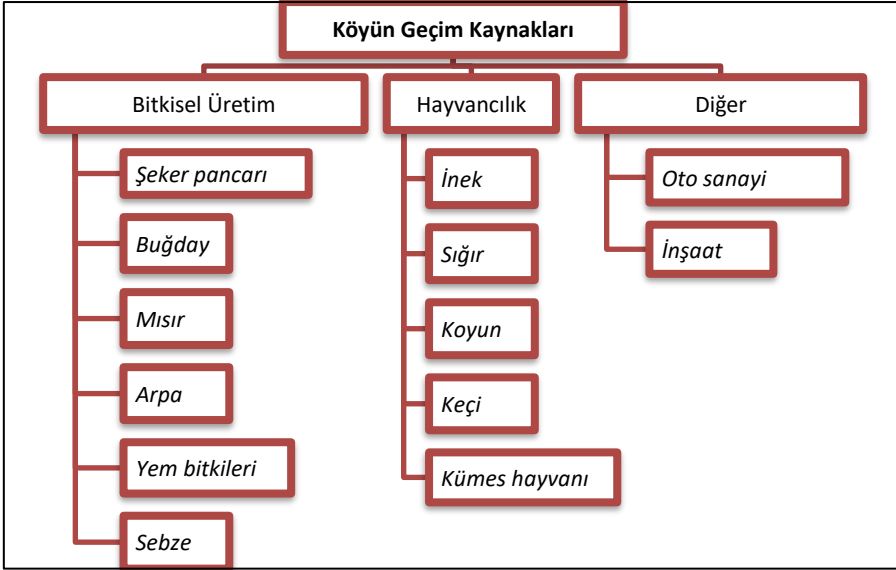 Köyün Geçim Kaynakları
Bitkisel Üretim
Şeker pancarı
Buğday
Mısır
Arpa
Yem bitkileri
Sebze
Hayvancılık
İnek
Sığır
Koyun
Keçi
Kümes hayvanı
Diğer
Oto sanayi
İnşaat